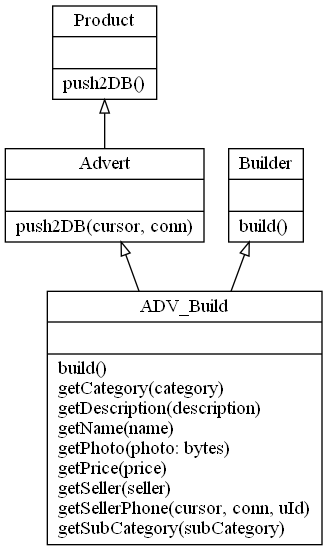 Product
push2DB()
Advert
push2DB(cursor, conn)
Builder
build()
ADV_Build
build()
getCategory(category)
getDescription(description)
getName(name)
getPhoto(photo: bytes)
getPrice(price)
getSeller(seller)
getSellerPhone(cursor, conn, uId)
getSubCategory(subCategory)